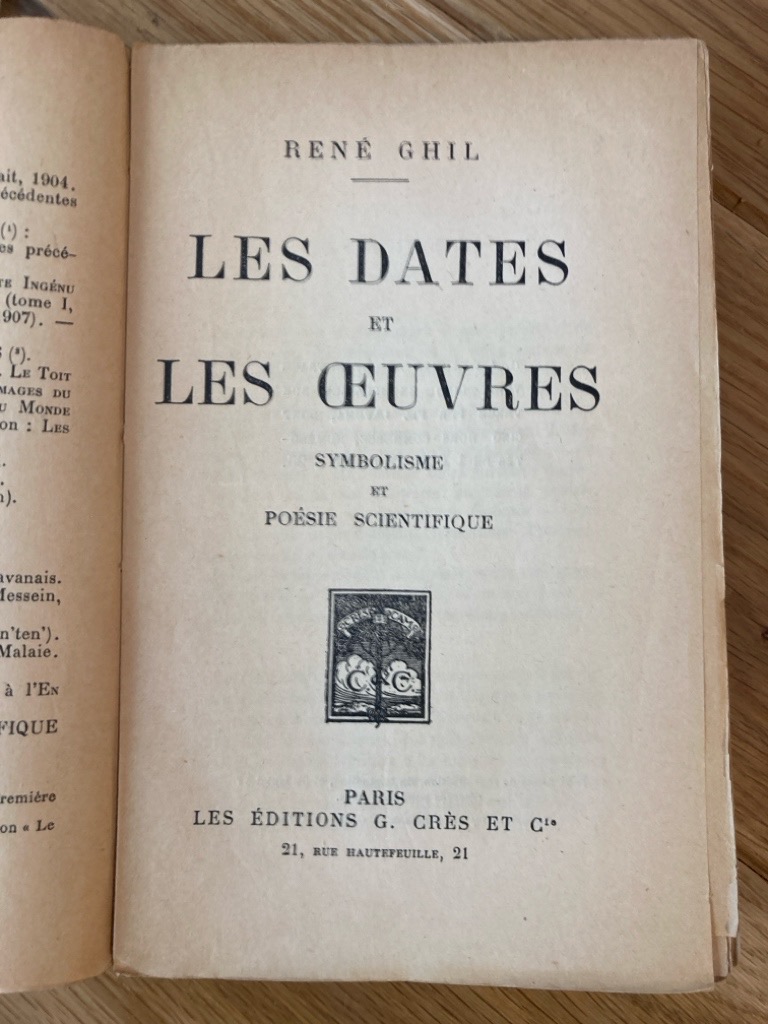 ait, 1904.
écédentes
(¹) :
es précé-
TE INGÉNU
(tome I,
907). —
(²).
. LE TOIT
MAGES DU
U MONDE
on : LES
n).
avanais.
Messein,
n'ten').
Malaie.
à l'EN
FIQUE
remière
on « Le
RENÉ GHIL
LES DATES
ET
LES ŒUVRES
SYMBOLISME
ET
POÉSIE SCIENTIFIQUE
C & C
PARIS
LES ÉDITIONS G. CRÈS ET Cie
21, RUE HAUTEFEUILLE, 21